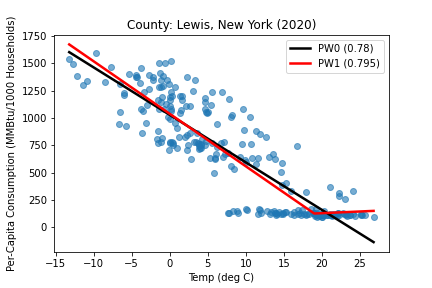 County: Lewis, New York (2020)
Per-Capita Consumption (MMBtu/1000 Households)
1750
1500
1250
1000
750
500
250
0
PW0 (0.78)
PW1 (0.795)
−15 −10 −5 0 5 10 15 20 25
Temp (deg C)